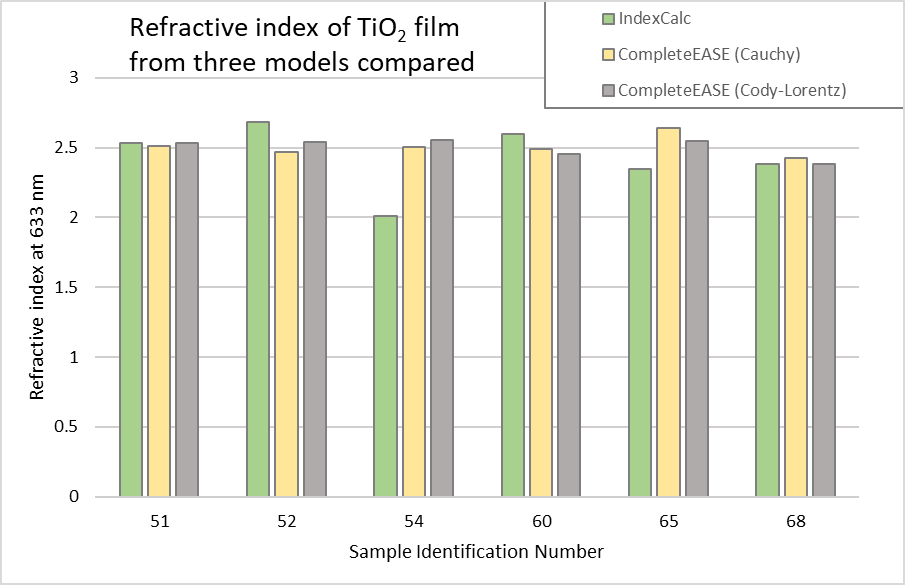 Refractive index of TiO₂ film
from three models compared
IndexCalc
CompleteEASE (Cauchy)
CompleteEASE (Cody-Lorentz)
Refractive index at 633 nm
3
2.5
2
1.5
1
0.5
0
51 52 54 60 65 68
Sample Identification Number